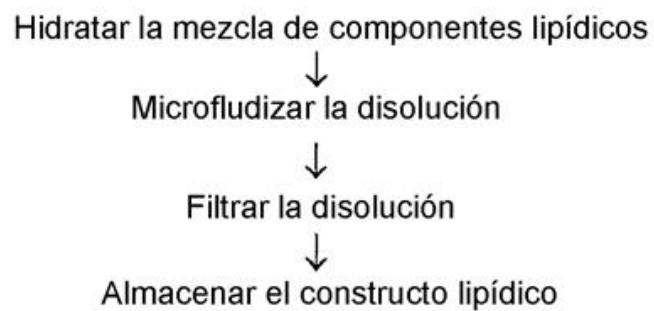 Hidratar la mezcla de componentes lipídicos
↓
Microfludizar la disolución
↓
Filtrar la disolución
↓
Almacenar el constructo lipídico